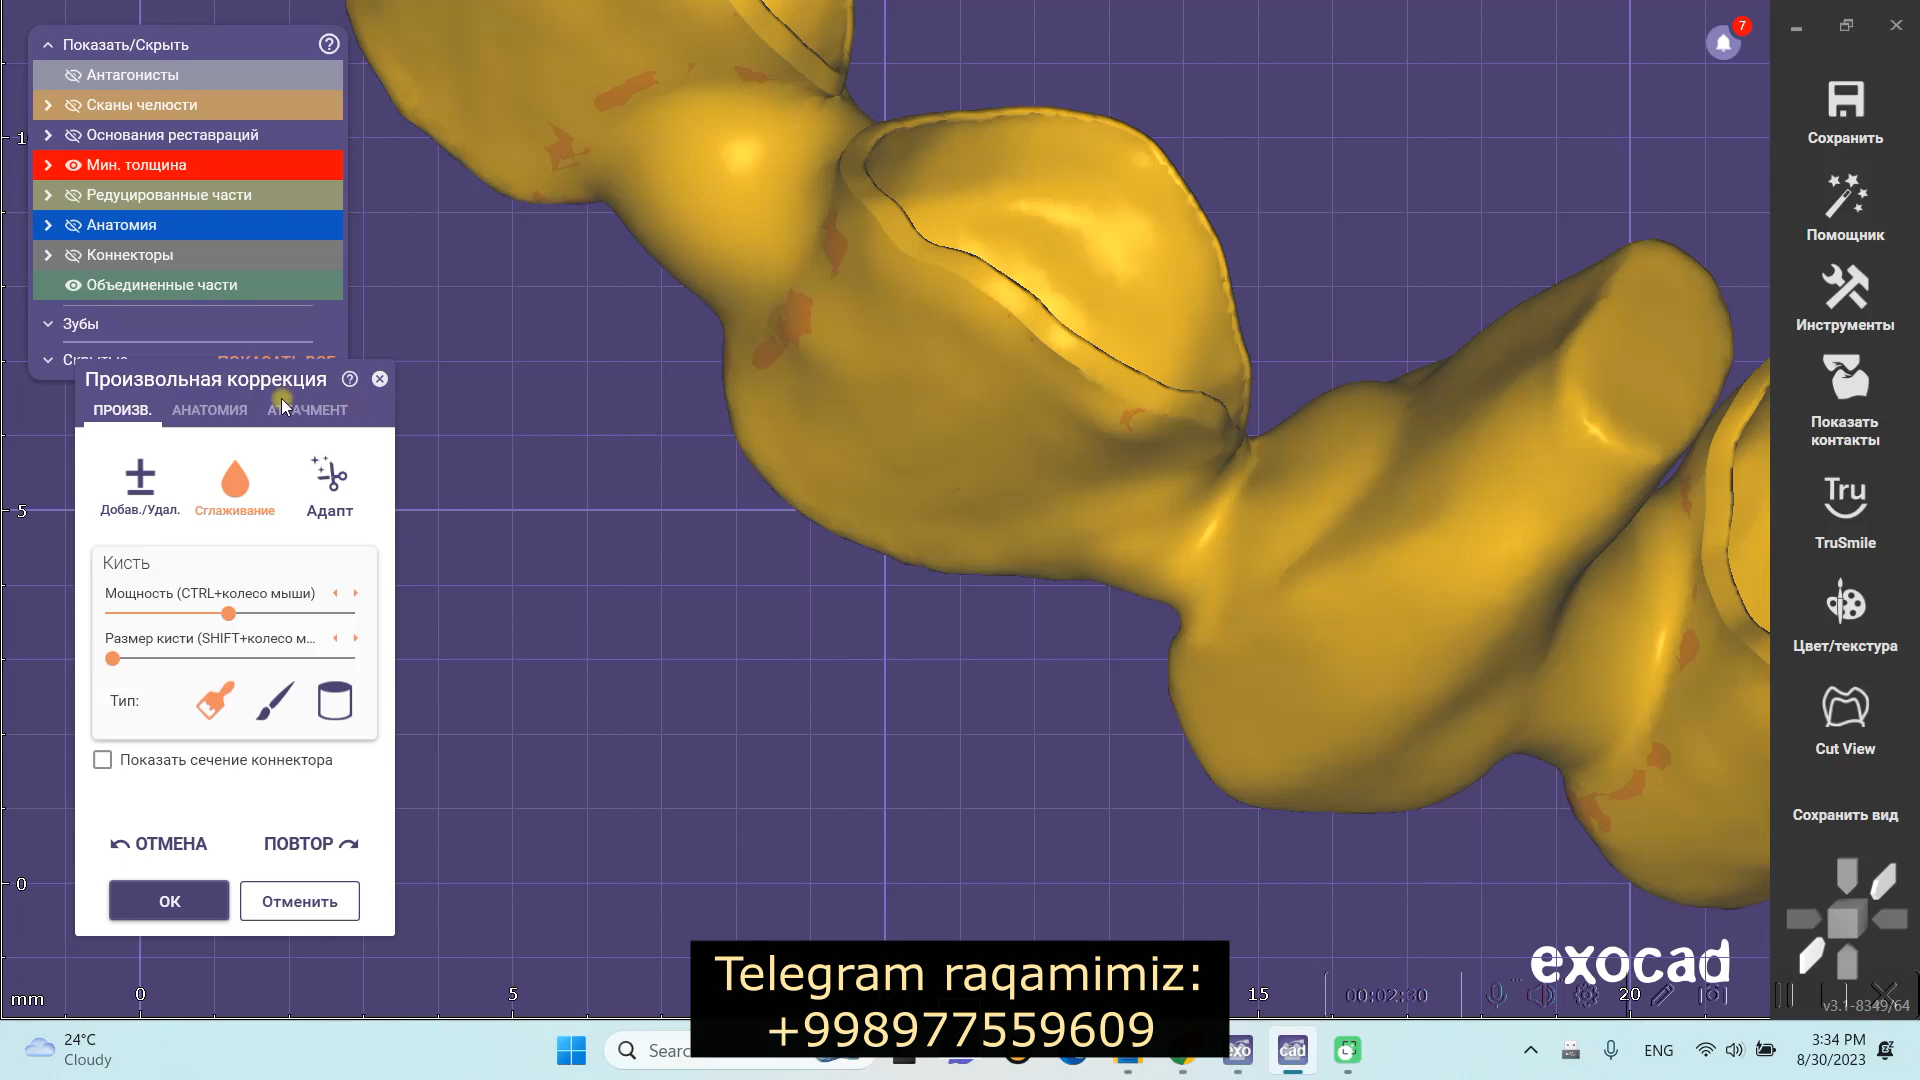 Показать/Скрыть
Антагонисты
Сканы челюсти
Основания реставраций
Мин. толщина
Редуцированные части
Анатомия
Коннекторы
Объединенные части
Зубы
Произвольная коррекция
ПРОИЗВ. АНАТОМИЯ
Добав./Удал. Сглаживание Адапт
Кисть
Мощность (CTRL+колесо мыши)
Размер кисти (SHIFT+колесо м...
Тип:
Показать сечение коннектора
ОТМЕНА ПОВТОР
ОК Отменить
1
5
0
mm 0 5 15 20
7
Сохранить
Помощник
Инструменты
Показать
контакты
Tru
TruSmile
Цвет/текстура
Cut View
Сохранить вид
exocad
00:02:30
v3.1-8349/64
Telegram raqamimiz:
+998977559609
24°C
Cloudy
exo
cad
ENG
3:34 PM
8/30/2023